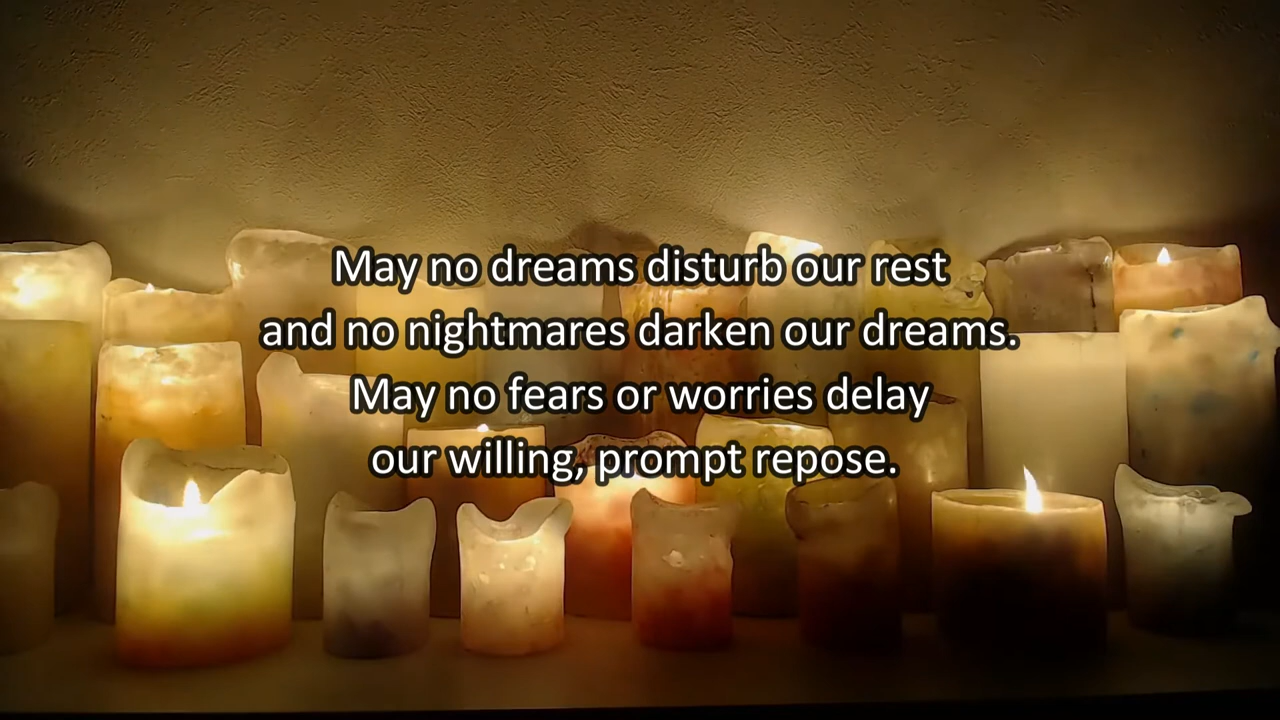 May no dreams disturb our rest
and no nightmares darken our dreams.
May no fears or worries delay
our willing, prompt repose.